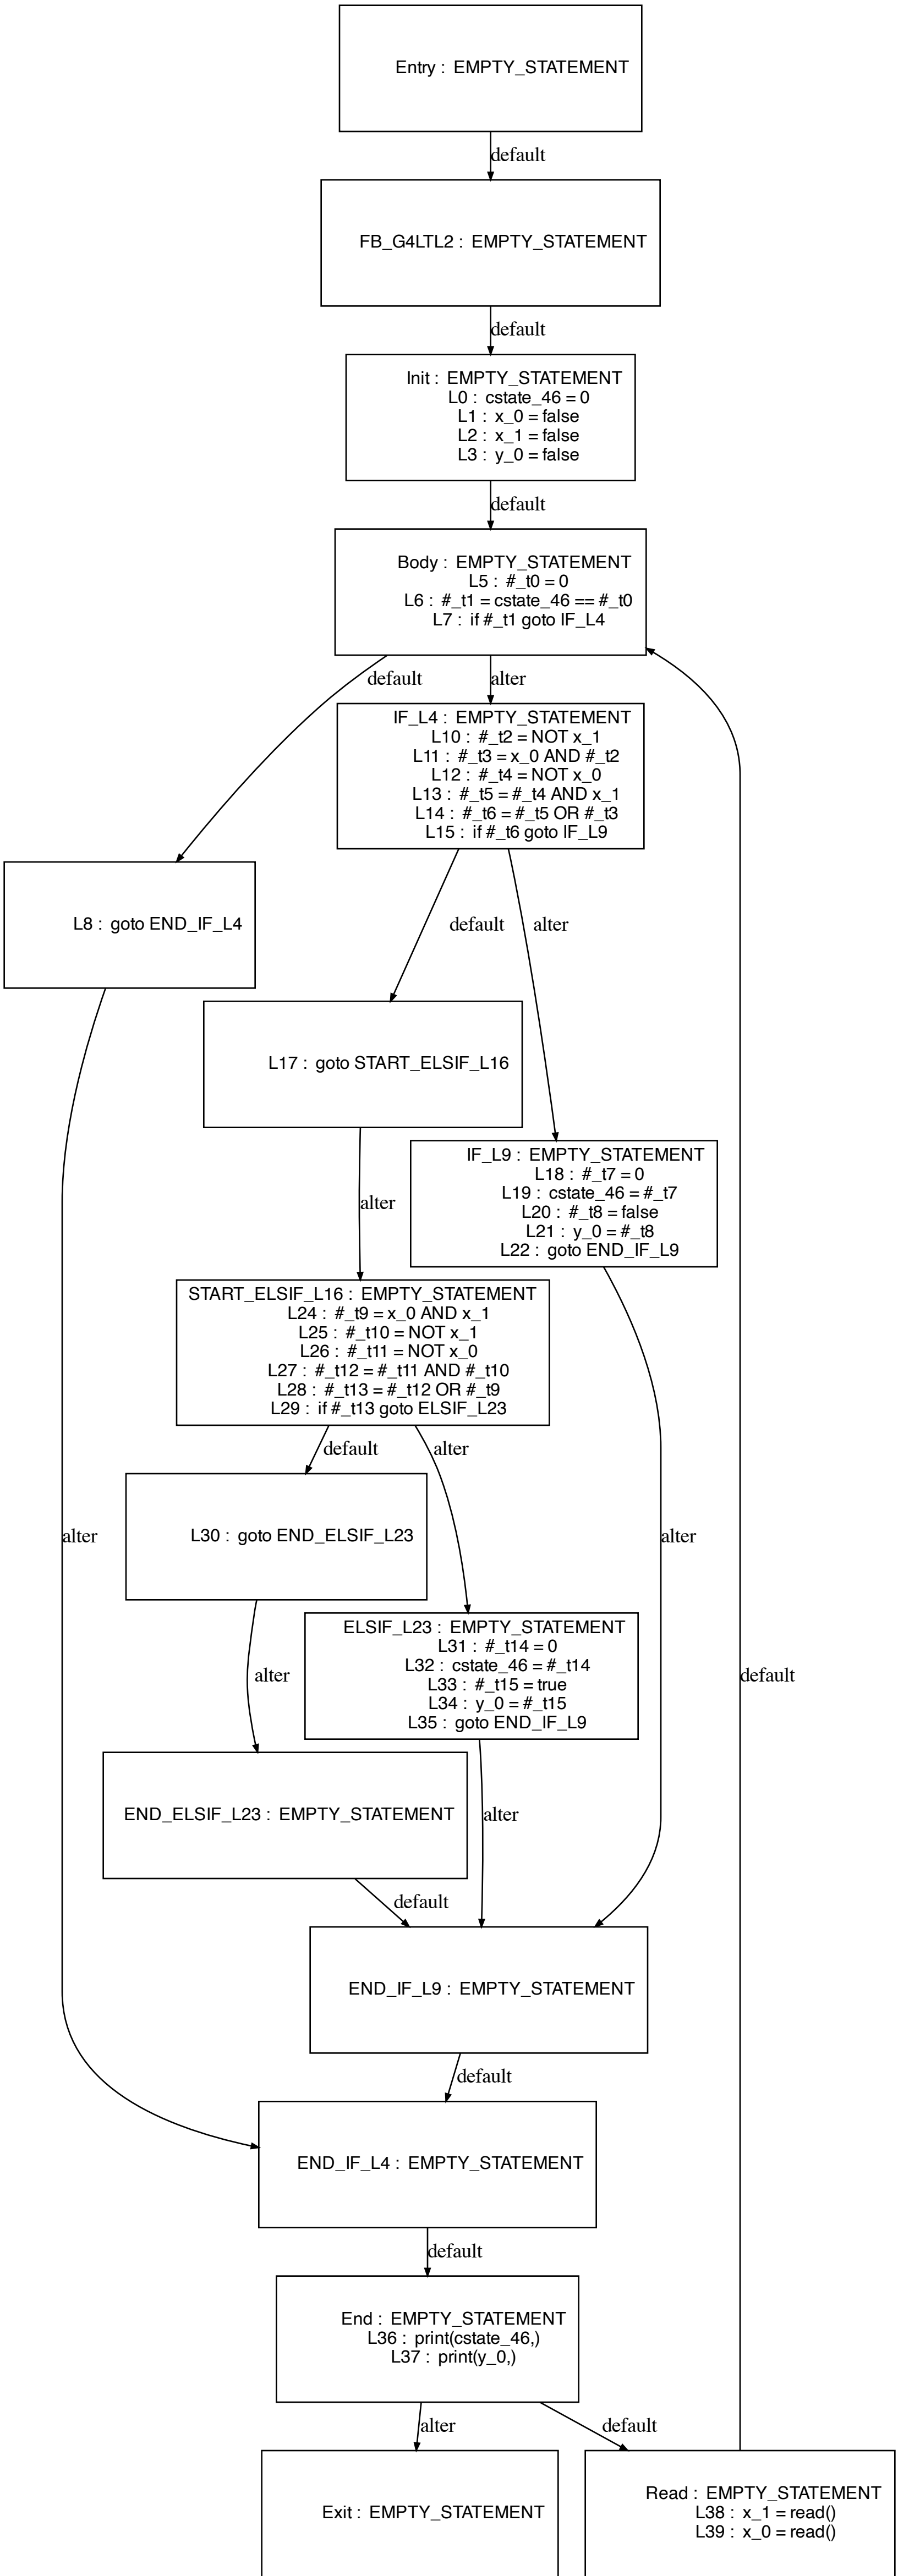 Entry : EMPTY_STATEMENT
default
FB_G4LTL2 : EMPTY_STATEMENT
default
Init : EMPTY_STATEMENT
L0 : cstate_46 = 0
L1 : x_0 = false
L2 : x_1 = false
L3 : y_0 = false
default
Body : EMPTY_STATEMENT
L5 : #_t0 = 0
L6 : #_t1 = cstate_46 == #_t0
L7 : if #_t1 goto IF_L4
default
alter
IF_L4 : EMPTY_STATEMENT
L10 : #_t2 = NOT x_1
L11 : #_t3 = x_0 AND #_t2
L12 : #_t4 = NOT x_0
L13 : #_t5 = #_t4 AND x_1
L14 : #_t6 = #_t5 OR #_t3
L15 : if #_t6 goto IF_L9
L8 : goto END_IF_L4
default
alter
L17 : goto START_ELSIF_L16
alter
IF_L9 : EMPTY_STATEMENT
L18 : #_t7 = 0
L19 : cstate_46 = #_t7
L20 : #_t8 = false
L21 : y_0 = #_t8
L22 : goto END_IF_L9
START_ELSIF_L16 : EMPTY_STATEMENT
L24 : #_t9 = x_0 AND x_1
L25 : #_t10 = NOT x_1
L26 : #_t11 = NOT x_0
L27 : #_t12 = #_t11 AND #_t10
L28 : #_t13 = #_t12 OR #_t9
L29 : if #_t13 goto ELSIF_L23
default
alter
alter
L30 : goto END_ELSIF_L23
alter
ELSIF_L23 : EMPTY_STATEMENT
L31 : #_t14 = 0
L32 : cstate_46 = #_t14
L33 : #_t15 = true
L34 : y_0 = #_t15
L35 : goto END_IF_L9
alter
default
END_ELSIF_L23 : EMPTY_STATEMENT
alter
default
END_IF_L9 : EMPTY_STATEMENT
default
END_IF_L4 : EMPTY_STATEMENT
default
End : EMPTY_STATEMENT
L36 : print(cstate_46,)
L37 : print(y_0,)
alter
default
Exit : EMPTY_STATEMENT
Read : EMPTY_STATEMENT
L38 : x_1 = read()
L39 : x_0 = read()